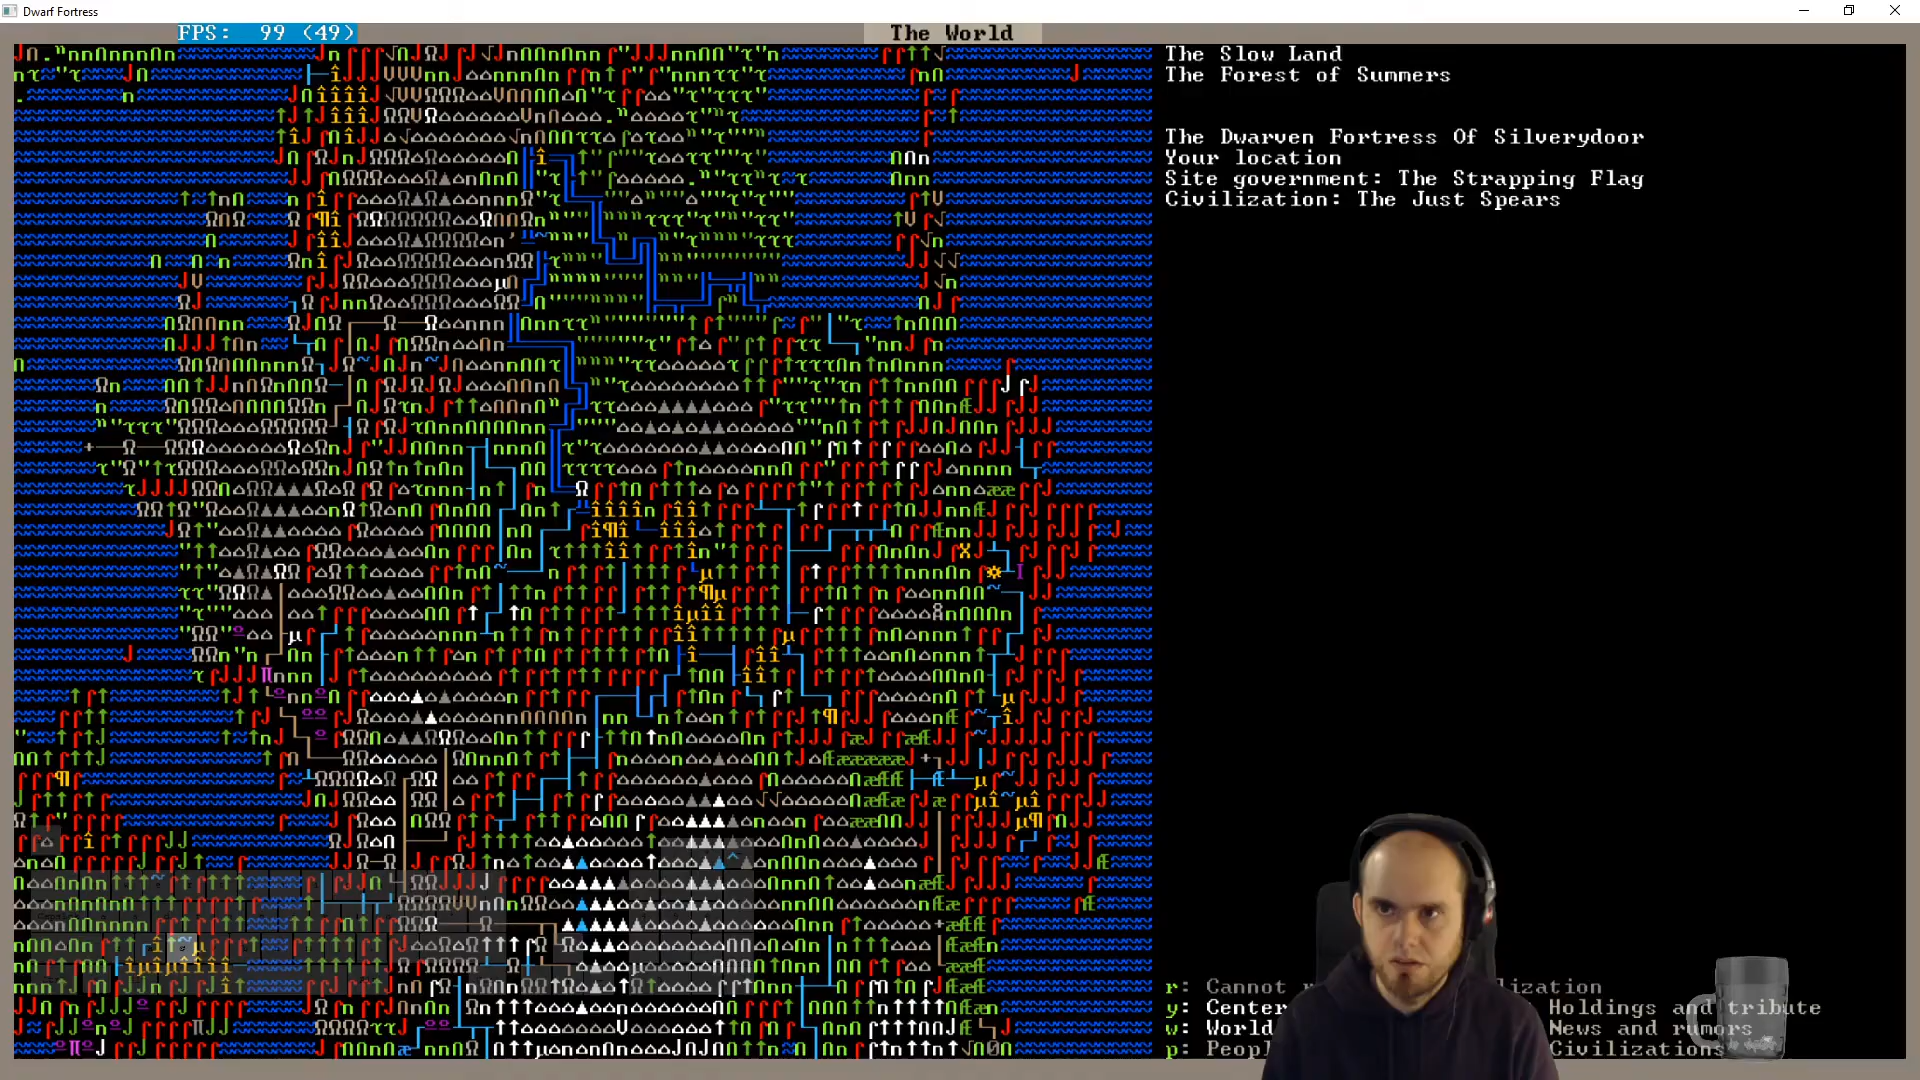 Dwarf Fortress
FPS: 99 (49)
The World
The Slow Land
The Forest of Summers
The Dwarven Fortress Of Silverydoor
Your location
Site government: The Strapping Flag
Civilization: The Just Spears
r: Cannot
y: Center Holdings and tribute
w: World News and rumors
p: Civilizations